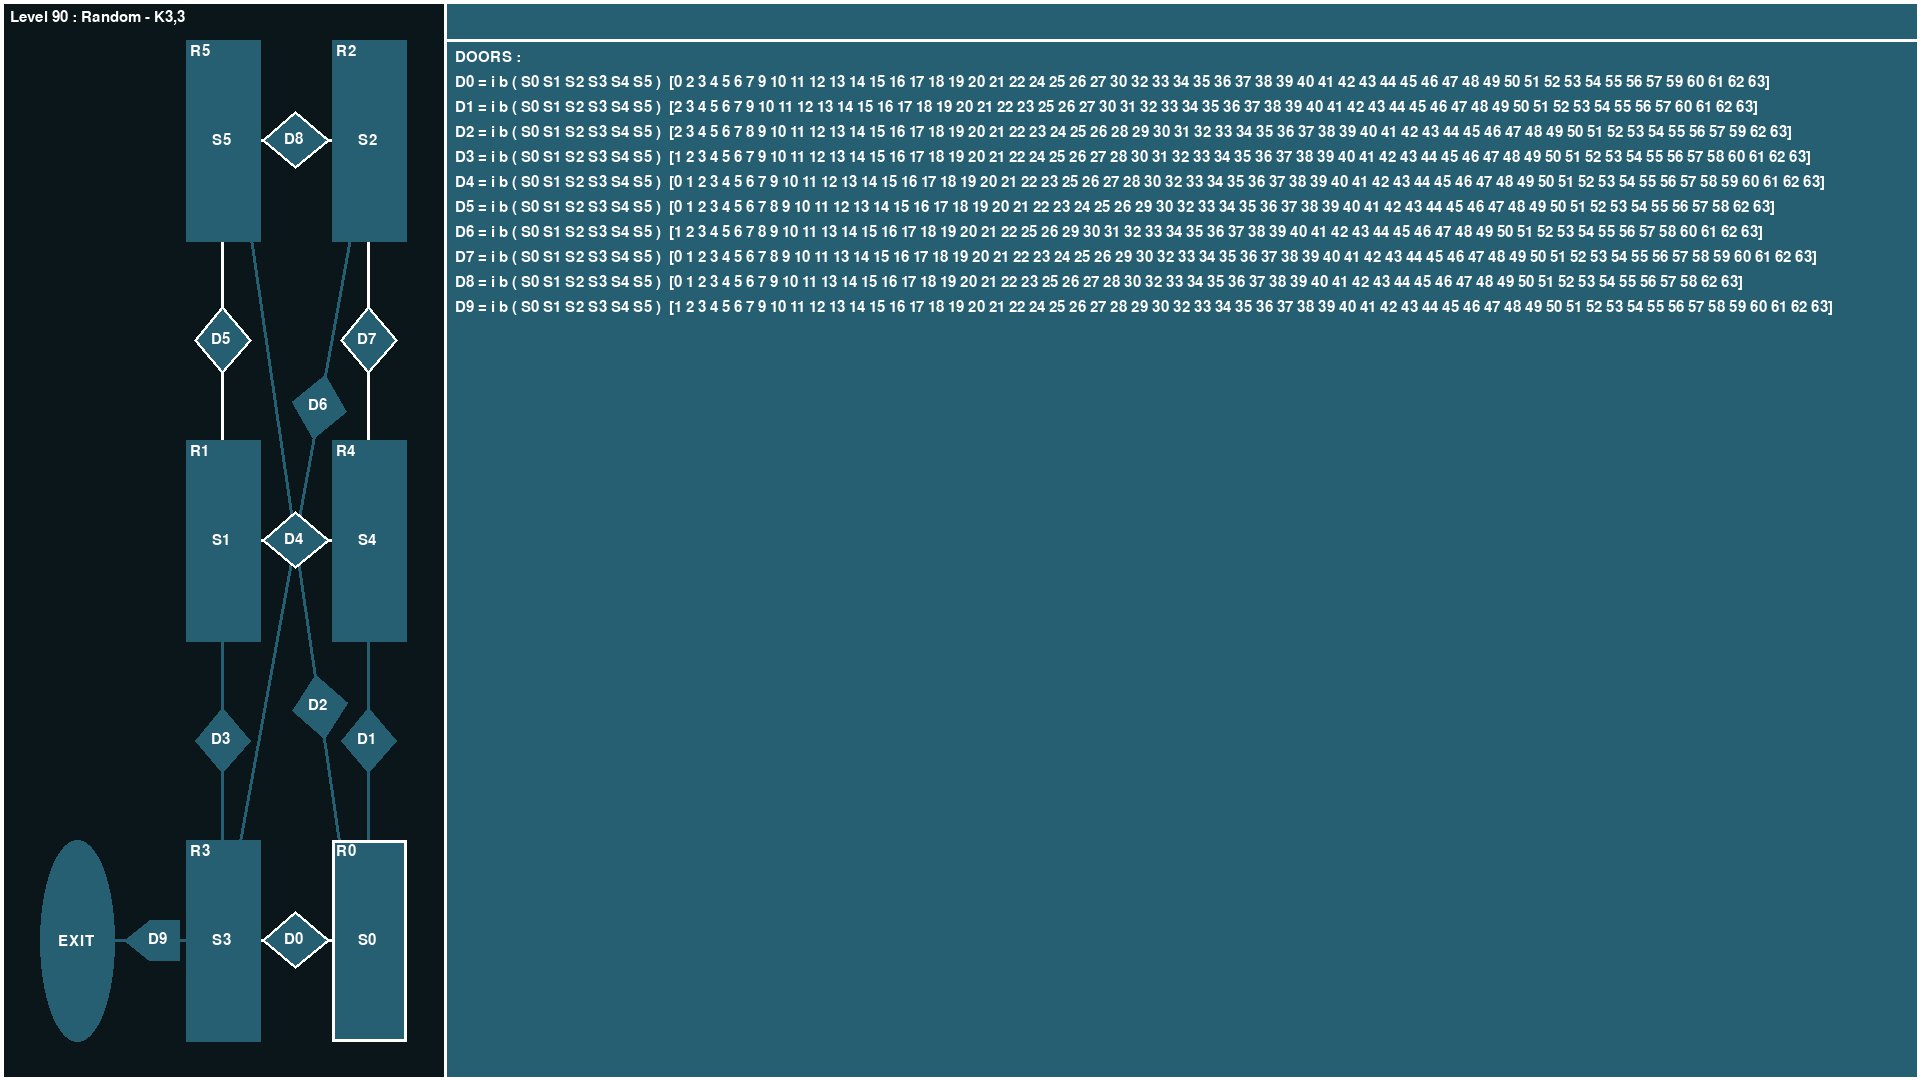 Level 90 : Random - K3,3
R5
R2
S5
D8
S2
D5
D7
D6
R1
R4
S1
D4
S4
D2
D3
D1
R3
R0
EXIT
D9
S3
D0
S0
DOORS :
D0 = i b ( S0 S1 S2 S3 S4 S5 ) [0 2 3 4 5 6 7 9 10 11 12 13 14 15 16 17 18 19 20 21 22 24 25 26 27 30 32 33 34 35 36 37 38 39 40 41 42 43 44 45 46 47 48 49 50 51 52 53 54 55 56 57 59 60 61 62 63]
D1 = i b ( S0 S1 S2 S3 S4 S5 ) [2 3 4 5 6 7 9 10 11 12 13 14 15 16 17 18 19 20 21 22 23 25 26 27 30 31 32 33 34 35 36 37 38 39 40 41 42 43 44 45 46 47 48 49 50 51 52 53 54 55 56 57 60 61 62 63]
D2 = i b ( S0 S1 S2 S3 S4 S5 ) [2 3 4 5 6 7 8 9 10 11 12 13 14 15 16 17 18 19 20 21 22 23 24 25 26 28 29 30 31 32 33 34 35 36 37 38 39 40 41 42 43 44 45 46 47 48 49 50 51 52 53 54 55 56 57 59 62 63]
D3 = i b ( S0 S1 S2 S3 S4 S5 ) [1 2 3 4 5 6 7 9 10 11 12 13 14 15 16 17 18 19 20 21 22 24 25 26 27 28 30 31 32 33 34 35 36 37 38 39 40 41 42 43 44 45 46 47 48 49 50 51 52 53 54 55 56 57 58 60 61 62 63]
D4 = i b ( S0 S1 S2 S3 S4 S5 ) [0 1 2 3 4 5 6 7 9 10 11 12 13 14 15 16 17 18 19 20 21 22 23 25 26 27 28 30 32 33 34 35 36 37 38 39 40 41 42 43 44 45 46 47 48 49 50 51 52 53 54 55 56 57 58 59 60 61 62 63]
D5 = i b ( S0 S1 S2 S3 S4 S5 ) [0 1 2 3 4 5 6 7 8 9 10 11 12 13 14 15 16 17 18 19 20 21 22 23 24 25 26 29 30 32 33 34 35 36 37 38 39 40 41 42 43 44 45 46 47 48 49 50 51 52 53 54 55 56 57 58 62 63]
D6 = i b ( S0 S1 S2 S3 S4 S5 ) [1 2 3 4 5 6 7 8 9 10 11 13 14 15 16 17 18 19 20 21 22 25 26 29 30 31 32 33 34 35 36 37 38 39 40 41 42 43 44 45 46 47 48 49 50 51 52 53 54 55 56 57 58 60 61 62 63]
D7 = i b ( S0 S1 S2 S3 S4 S5 ) [0 1 2 3 4 5 6 7 8 9 10 11 13 14 15 16 17 18 19 20 21 22 23 24 25 26 29 30 32 33 34 35 36 37 38 39 40 41 42 43 44 45 46 47 48 49 50 51 52 53 54 55 56 57 58 59 60 61 62 63]
D8 = i b ( S0 S1 S2 S3 S4 S5 ) [0 1 2 3 4 5 6 7 9 10 11 13 14 15 16 17 18 19 20 21 22 23 25 26 27 28 30 32 33 34 35 36 37 38 39 40 41 42 43 44 45 46 47 48 49 50 51 52 53 54 55 56 57 58 62 63]
D9 = i b ( S0 S1 S2 S3 S4 S5 ) [1 2 3 4 5 6 7 9 10 11 12 13 14 15 16 17 18 19 20 21 22 24 25 26 27 28 29 30 32 33 34 35 36 37 38 39 40 41 42 43 44 45 46 47 48 49 50 51 52 53 54 55 56 57 58 59 60 61 62 63]